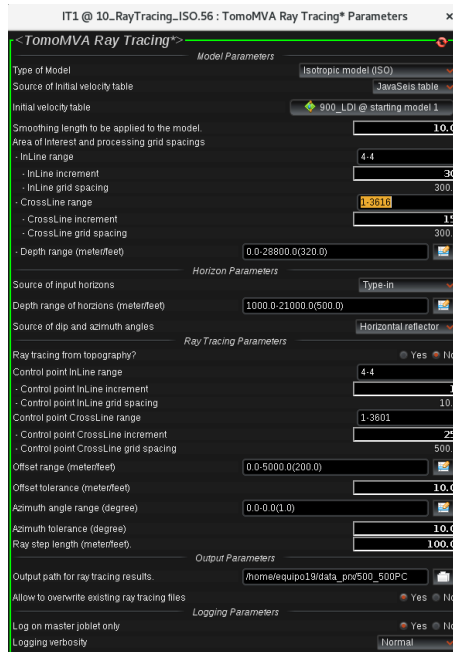 IT1 @ 10_RayTracing_ISO.56 : TomoMVA Ray Tracing* Parameters ×
<TomoMVA Ray Tracing*>
Model Parameters
Type of Model Isotropic model (ISO)
Source of Initial velocity table JavaSeis table
Initial velocity table 900_LDI @ starting model 1
Smoothing length to be applied to the model. 10.0
Area of Interest and processing grid spacings
- InLine range 4-4
- InLine increment 30
- InLine grid spacing 300.
- CrossLine range 1-3616
- CrossLine increment 15
- CrossLine grid spacing 300.
- Depth range (meter/feet) 0.0-28800.0(320.0)
Horizon Parameters
Source of input horizons Type-in
Depth range of horzions (meter/feet) 1000.0-21000.0(500.0)
Source of dip and azimuth angles Horizontal reflector
Ray Tracing Parameters
Ray tracing from topography? Yes No
Control point InLine range 4-4
- Control point InLine increment 1
- Control point InLine grid spacing 10.
Control point CrossLine range 1-3601
- Control point CrossLine increment 25
- Control point CrossLine grid spacing 500.
Offset range (meter/feet) 0.0-5000.0(200.0)
Offset tolerance (meter/feet) 10.0
Azimuth angle range (degree) 0.0-0.0(1.0)
Azimuth tolerance (degree) 10.0
Ray step length (meter/feet). 100.0
Output Parameters
Output path for ray tracing results. /home/equipo19/data_prx/500_500PC
Allow to overwrite existing ray tracing files Yes No
Logging Parameters
Log on master joblet only Yes No
Logging verbosity Normal